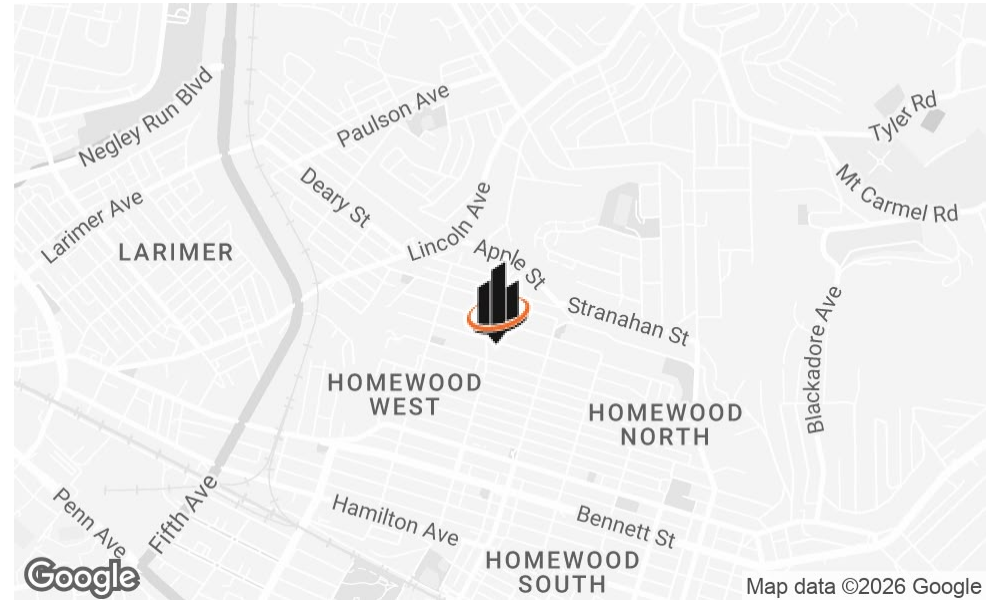 Negley Run Blvd
Paulson Ave
Tyler Rd
Deary St
Mt Carmel Rd
Larimer Ave
Lincoln Ave
LARIMER
Apple St
Stranahan St
Blackadore Ave
HOMEWOOD
WEST
HOMEWOOD
NORTH
Penn Ave
Fifth Ave
Hamilton Ave
Bennett St
HOMEWOOD
SOUTH
Google
Map data ©2026 Google